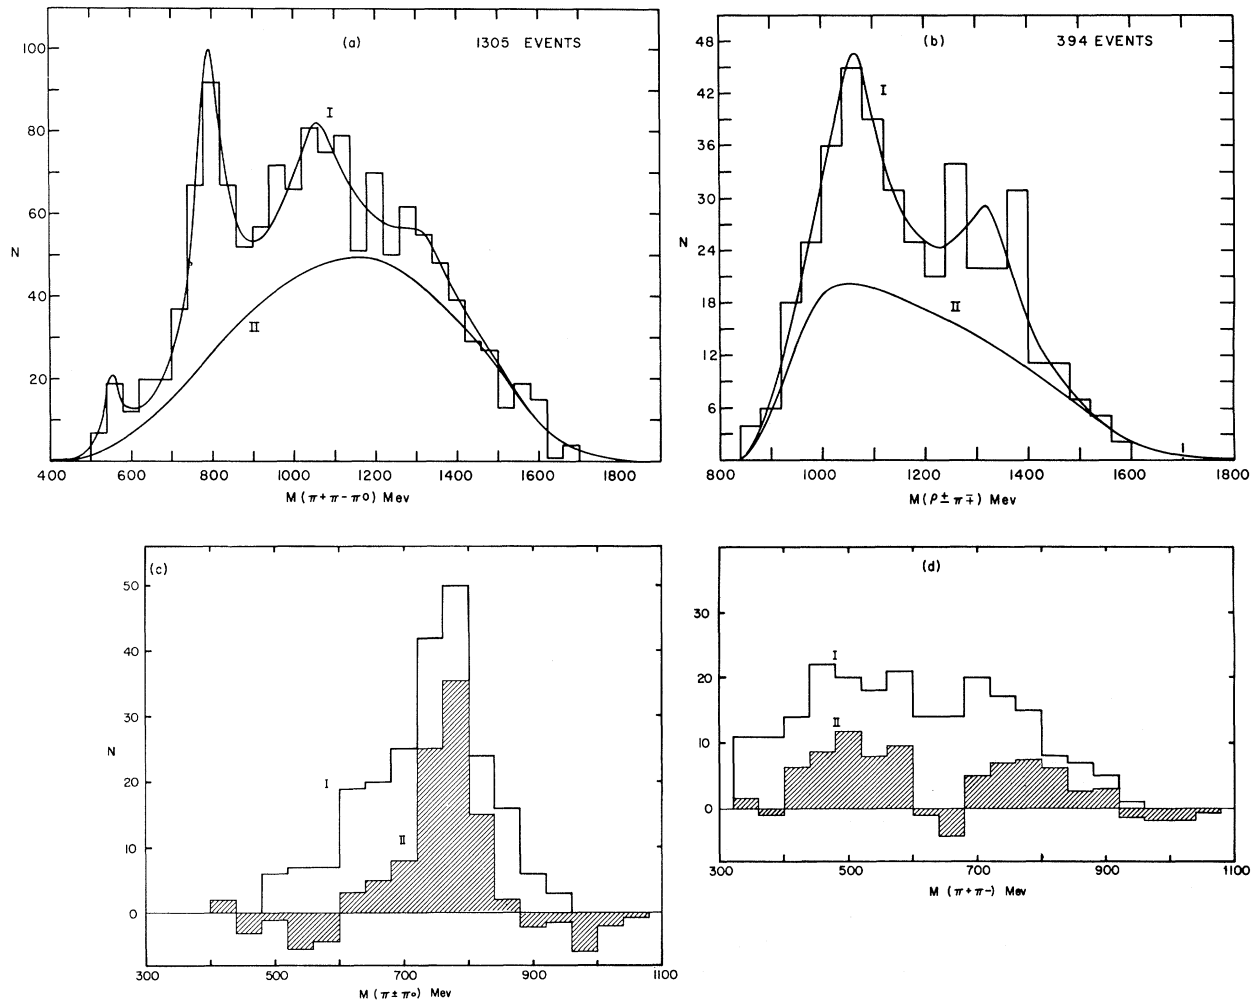 (a) 1305 EVENTS
100
80
60
40
20
N
I
II
400 600 800 1000 1200 1400 1600 1800
M (π+π-πo) Mev
(b) 394 EVENTS
48
42
36
30
24
18
12
6
N
I
II
800 1000 1200 1400 1600 1800
M(ρ±π∓) Mev
(c)
50
40
30
20
10
0
N
I
II
300 500 700 900 1100
M (π±πo) Mev
(d)
30
20
10
0
I
II
300 500 700 900 1100
M (π+π-) Mev